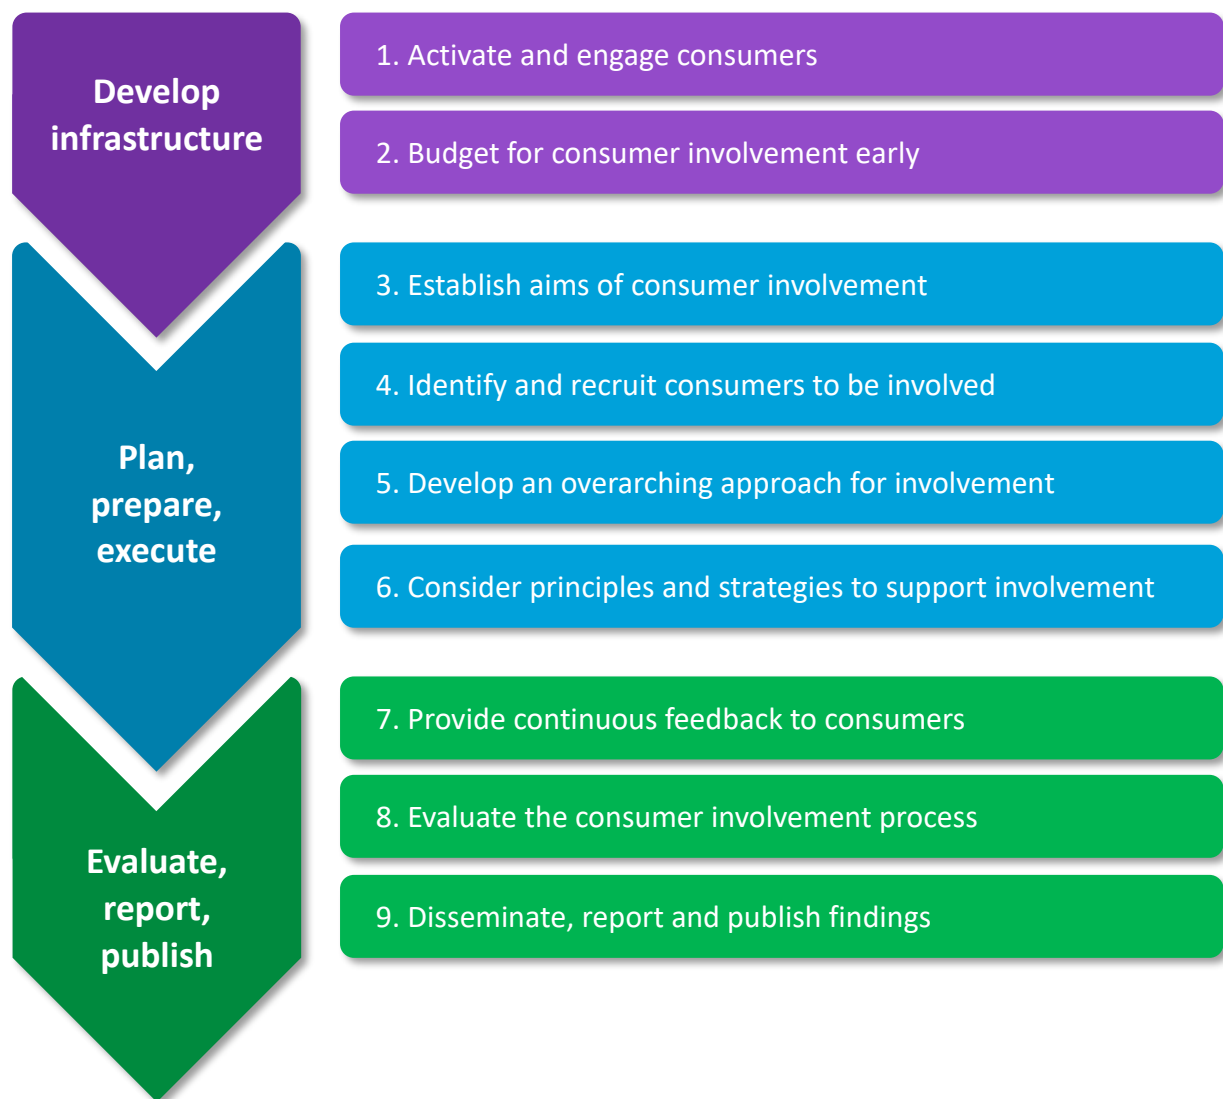 Develop
infrastructure
1. Activate and engage consumers
2. Budget for consumer involvement early
Plan,
prepare,
execute
3. Establish aims of consumer involvement
4. Identify and recruit consumers to be involved
5. Develop an overarching approach for involvement
6. Consider principles and strategies to support involvement
Evaluate,
report,
publish
7. Provide continuous feedback to consumers
8. Evaluate the consumer involvement process
9. Disseminate, report and publish findings